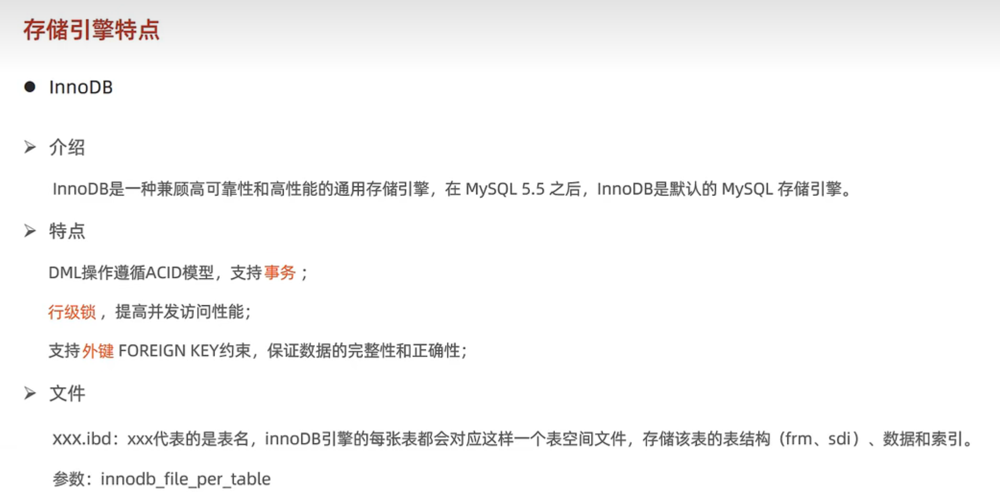 存储引擎特点
● InnoDB
➢ 介绍
InnoDB是一种兼顾高可靠性和高性能的通用存储引擎，在 MySQL 5.5 之后，InnoDB是默认的 MySQL 存储引擎。
➢ 特点
DML操作遵循ACID模型，支持事务；
行级锁，提高并发访问性能；
支持外键 FOREIGN KEY约束，保证数据的完整性和正确性；
➢ 文件
xxx.ibd：xxx代表的是表名，innoDB引擎的每张表都会对应这样一个表空间文件，存储该表的表结构（frm、sdi）、数据和索引。
参数：innodb_file_per_table